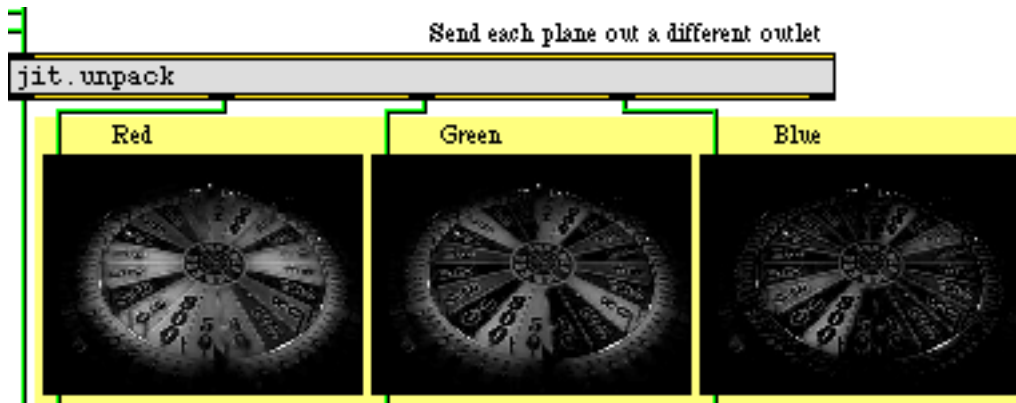 Send each plane out a different outlet
jit.unpack
Red
Green
Blue